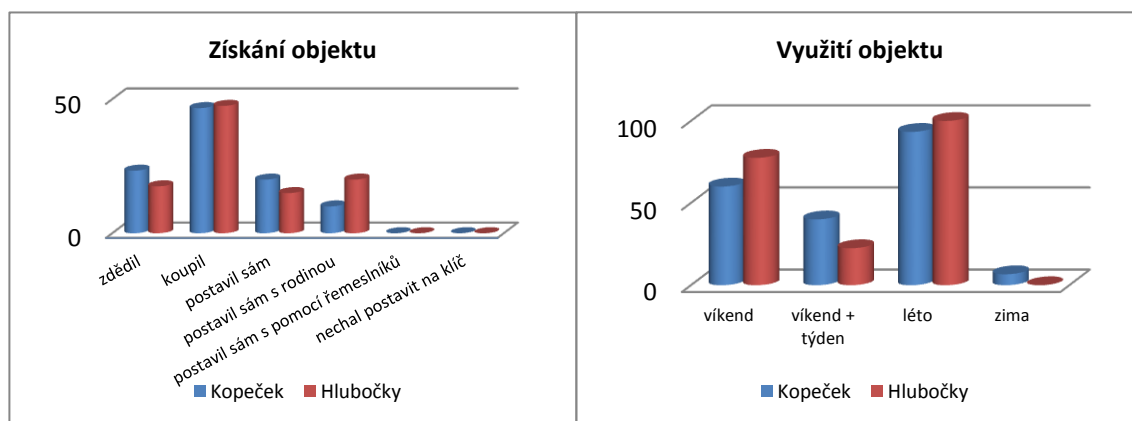 Získání objektu
50
0
zdědil
koupil
postavil sám
postavil sám s rodinou
postavil sám s pomocí řemeslníků
nechal postavit na klíč
Kopeček Hlubočky
Využití objektu
100
50
0
víkend
víkend +
týden
léto
zima
Kopeček Hlubočky